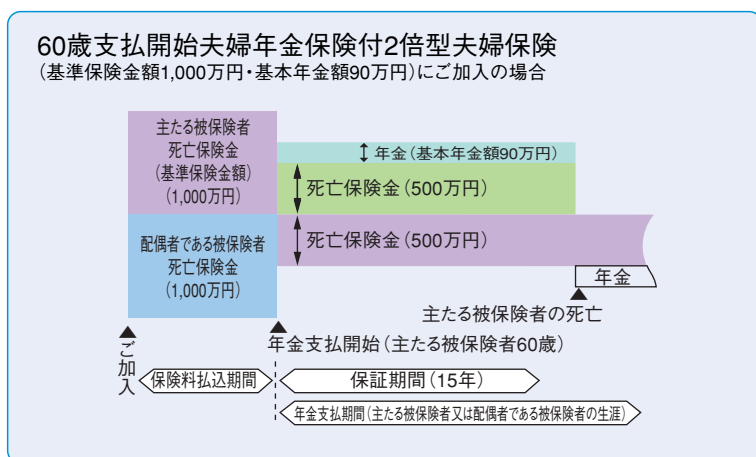 60歳支払開始夫婦年金保険付2倍型夫婦保険
（基準保険金額1,000万円・基本年金額90万円）にご加入の場合
主たる被保険者
死亡保険金
（基準保険金額）
（1,000万円）
年金（基本年金額90万円）
死亡保険金（500万円）
配偶者である被保険者
死亡保険金
（1,000万円）
死亡保険金（500万円）
年金
主たる被保険者の死亡
ご加入
年金支払開始（主たる被保険者60歳）
保険料払込期間
保証期間（15年）
年金支払期間（主たる被保険者又は配偶者である被保険者の生涯）